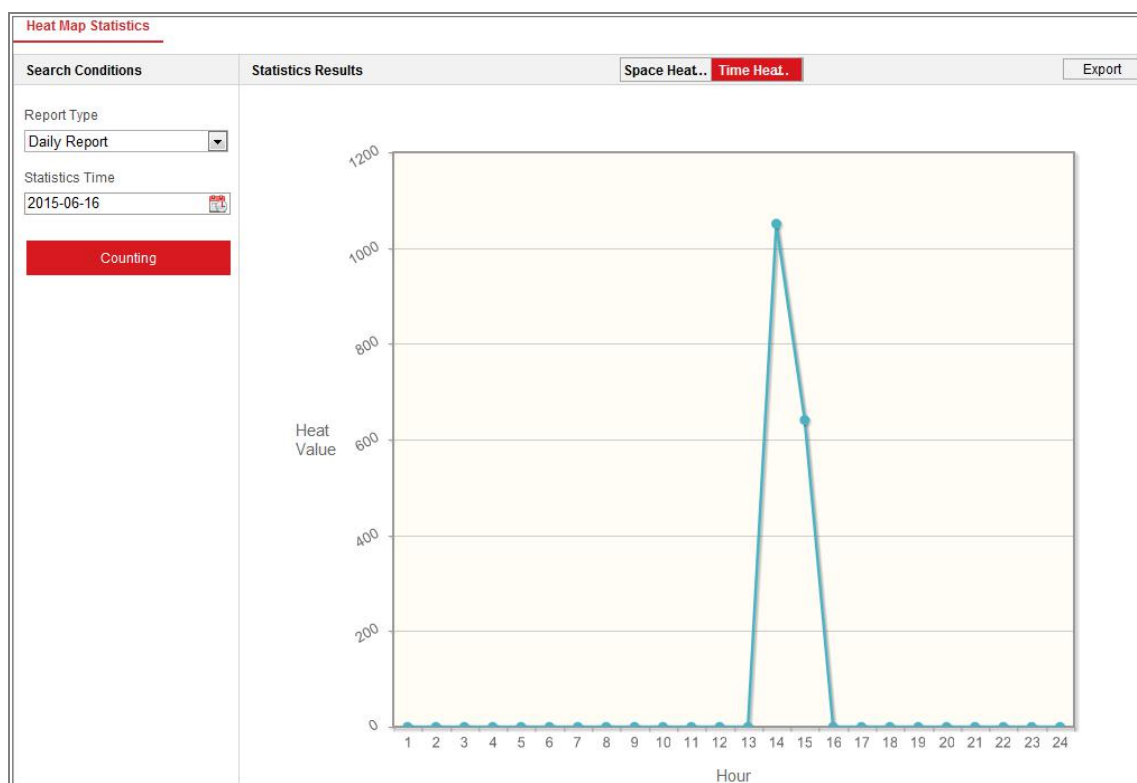 Heat Map Statistics
Search Conditions
Statistics Results
Space Heat...
Time Heat..
Export
Report Type
Daily Report
Statistics Time
2015-06-16
Counting
1200
1000
800
600
400
200
0
Heat
Value
1 2 3 4 5 6 7 8 9 10 11 12 13 14 15 16 17 18 19 20 21 22 23 24
Hour